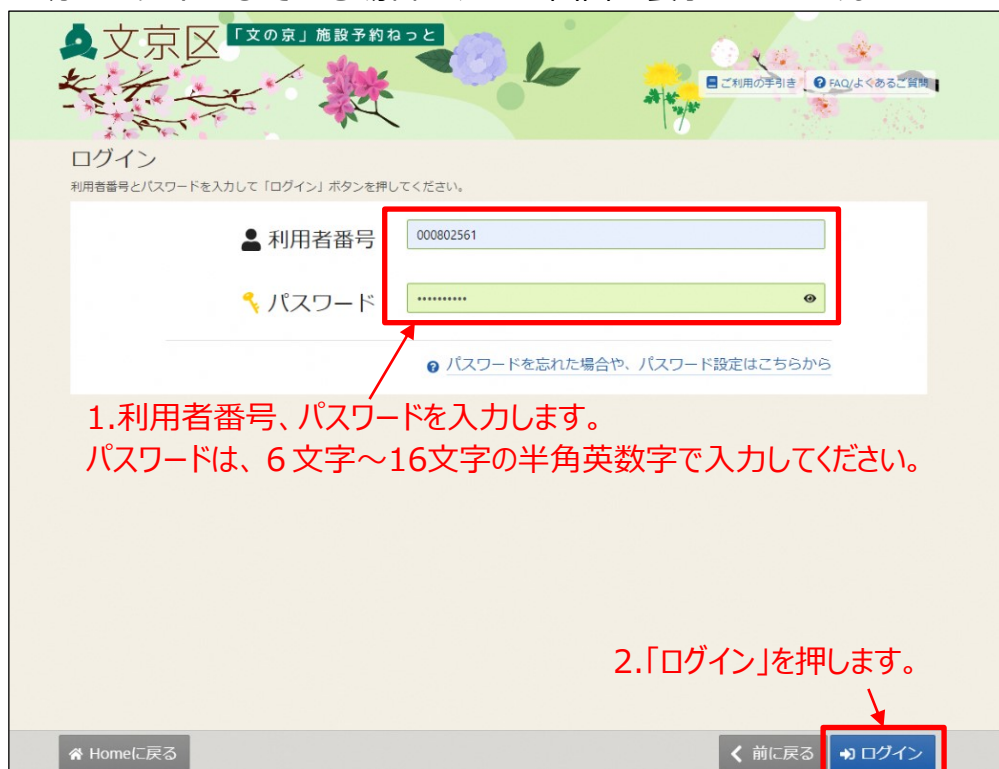 文京区
「文の京」施設予約ねっと
ご利用の手引き
FAQ/よくあるご質問
ログイン
利用者番号とパスワードを入力して「ログイン」ボタンを押してください。
利用者番号
000802561
パスワード
••••••••••
パスワードを忘れた場合や、パスワード設定はこちらから
1.利用者番号、パスワードを入力します。
パスワードは、６文字～16文字の半角英数字で入力してください。
2.「ログイン」を押します。
Homeに戻る
前に戻る
ログイン